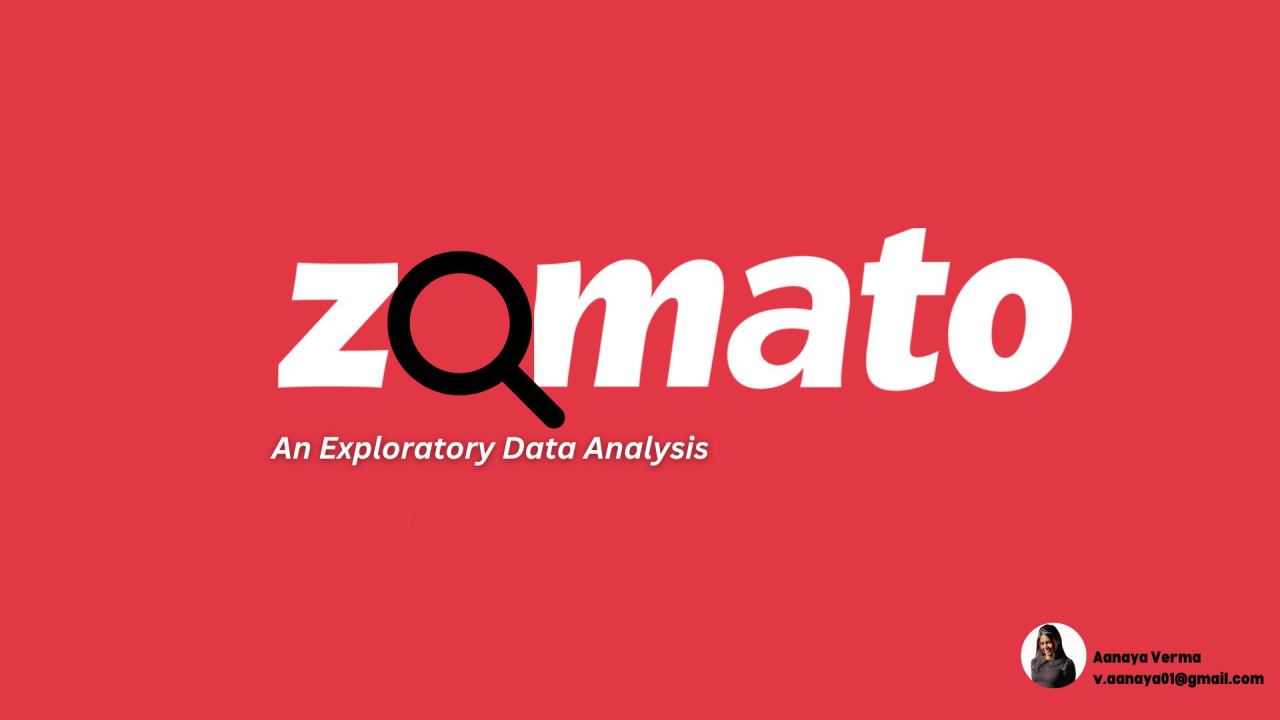 zomato
An Exploratory Data Analysis
Aanaya Verma
v.aanaya01@gmail.com